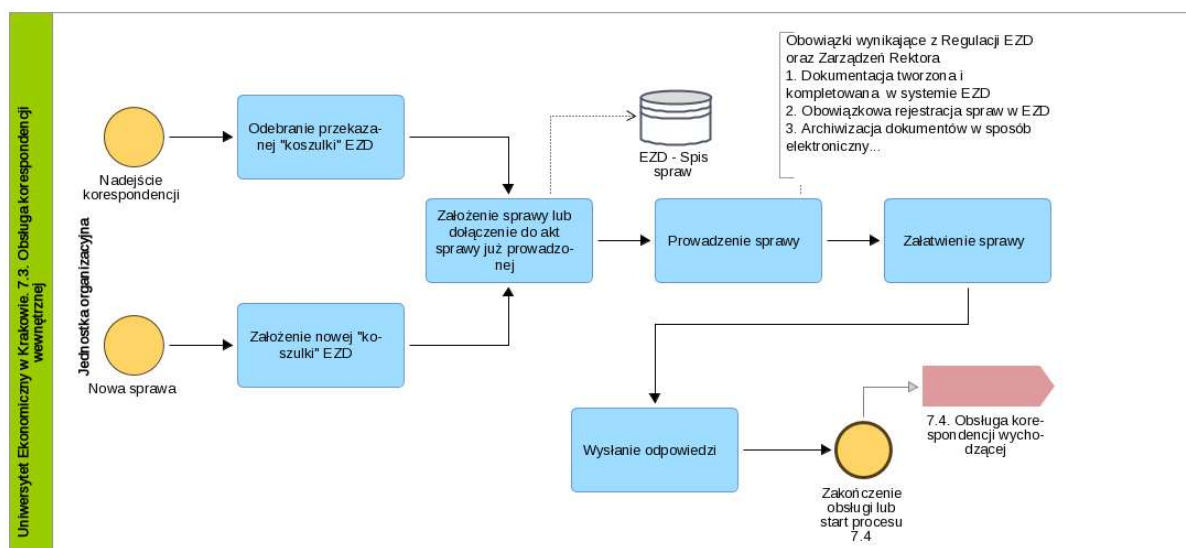 Uniwersytet Ekonomiczny w Krakowie. 7.3. Obsługa korespondencji
wewnętrznej
Jednostka organizacyjna
Nadejście
korespondencji
Odebranie przekaza-
nej "koszulki" EZD
Nowa sprawa
Założenie nowej "ko-
szulki" EZD
Założenie sprawy lub
dołączenie do akt
sprawy już prowadzo-
nej
EZD - Spis
spraw
Obowiązki wynikające z Regulacji EZD
oraz Zarządzeń Rektora
1. Dokumentacja tworzona i
kompletowana w systemie EZD
2. Obowiązkowa rejestracja spraw w EZD
3. Archiwizacja dokumentów w sposób
elektroniczny...
Prowadzenie sprawy
Załatwienie sprawy
Wysłanie odpowiedzi
Zakończenie
obsługi lub
start procesu
7.4
7.4. Obsługa kore-
spondencji wycho-
dzącej